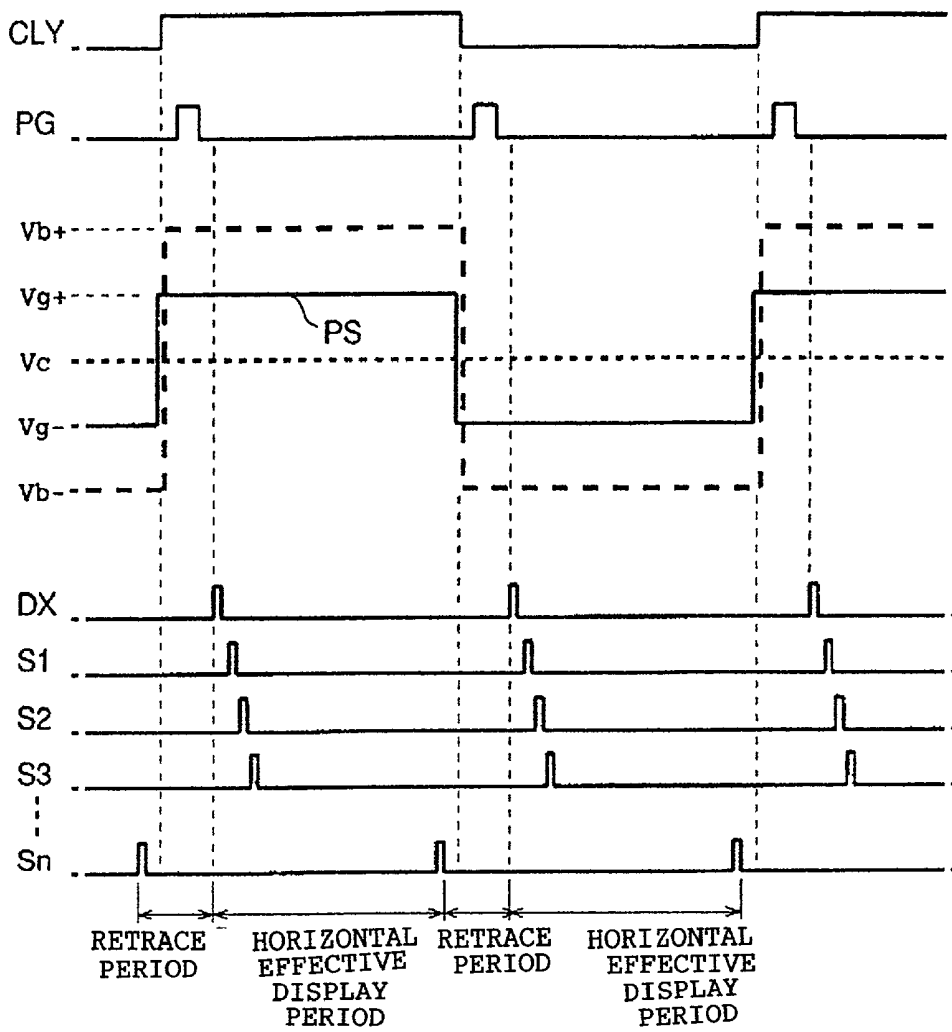 CLY
PG
Vb+
Vg+
PS
Vc
Vg-
Vb-
DX
S1
S2
S3
Sn
RETRACE PERIOD
HORIZONTAL EFFECTIVE DISPLAY PERIOD
RETRACE PERIOD
HORIZONTAL EFFECTIVE DISPLAY PERIOD